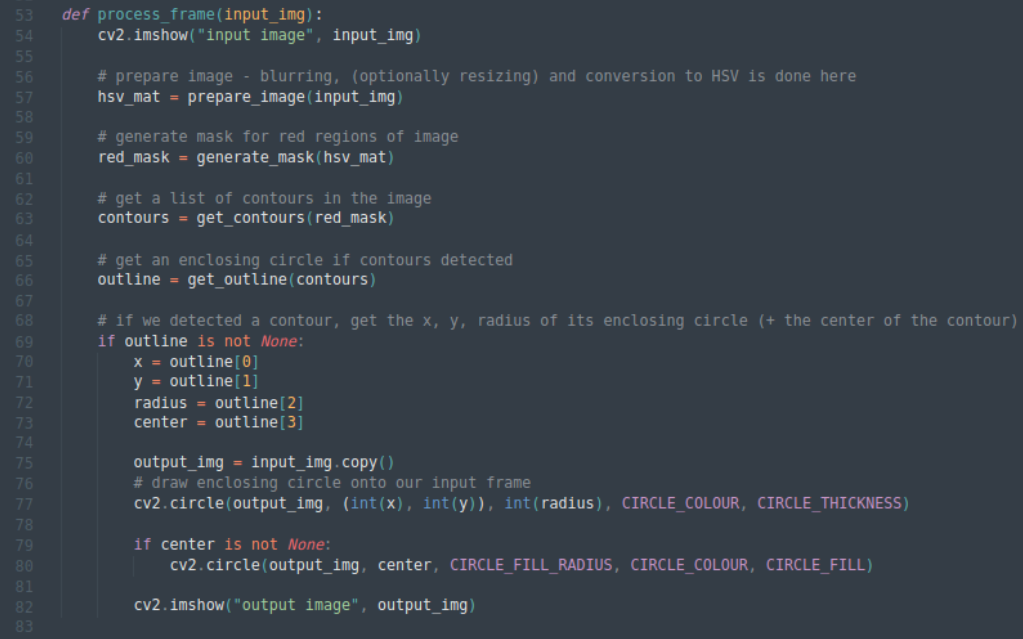 53 def process_frame(input_img):
54     cv2.imshow("input image", input_img)
55
56     # prepare image - blurring, (optionally resizing) and conversion to HSV is done here
57     hsv_mat = prepare_image(input_img)
58
59     # generate mask for red regions of image
60     red_mask = generate_mask(hsv_mat)
61
62     # get a list of contours in the image
63     contours = get_contours(red_mask)
64
65     # get an enclosing circle if contours detected
66     outline = get_outline(contours)
67
68     # if we detected a contour, get the x, y, radius of its enclosing circle (+ the center of the contour)
69     if outline is not None:
70         x = outline[0]
71         y = outline[1]
72         radius = outline[2]
73         center = outline[3]
74
75         output_img = input_img.copy()
76         # draw enclosing circle onto our input frame
77         cv2.circle(output_img, (int(x), int(y)), int(radius), CIRCLE_COLOUR, CIRCLE_THICKNESS)
78
79         if center is not None:
80             cv2.circle(output_img, center, CIRCLE_FILL_RADIUS, CIRCLE_COLOUR, CIRCLE_FILL)
81
82         cv2.imshow("output image", output_img)
83